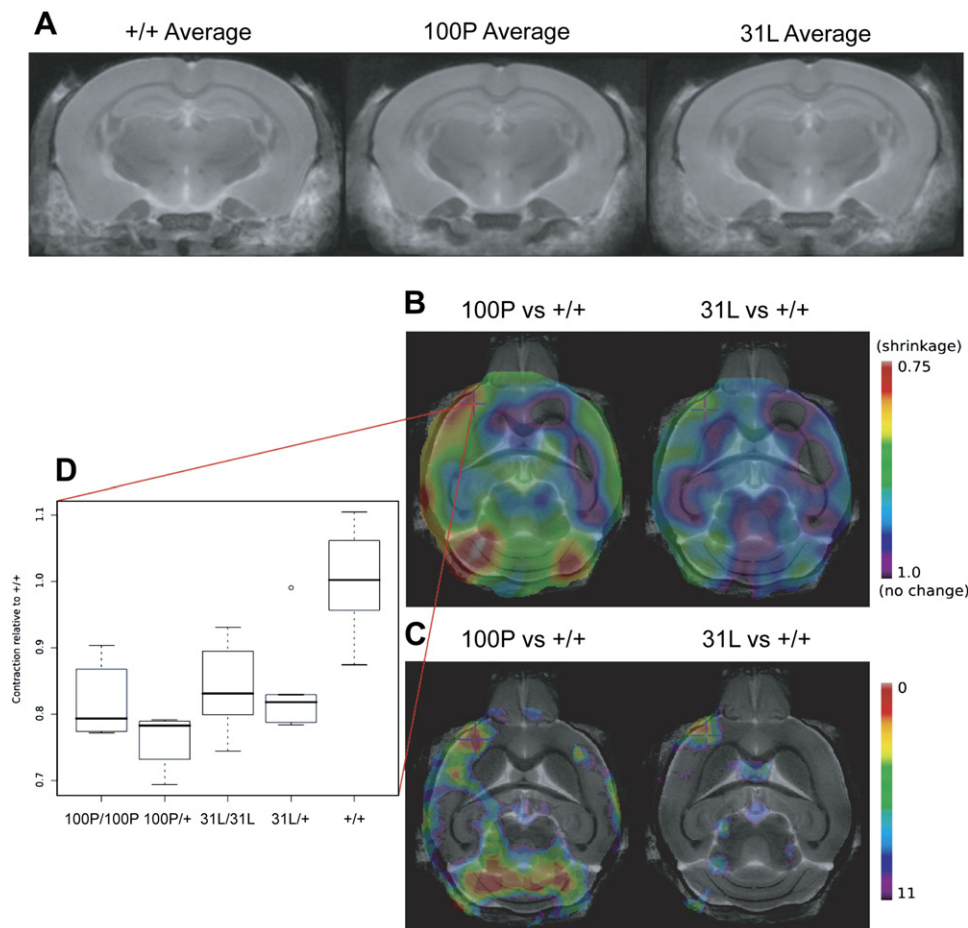 A
+/+ Average
100P Average
31L Average
B
100P vs +/+
31L vs +/+
(shrinkage)
0.75
1.0
(no change)
C
100P vs +/+
31L vs +/+
0
11
D
Contraction relative to +/+
1.1
1.0
0.9
0.8
0.7
100P/100P
100P/+
31L/31L
31L/+
+/+